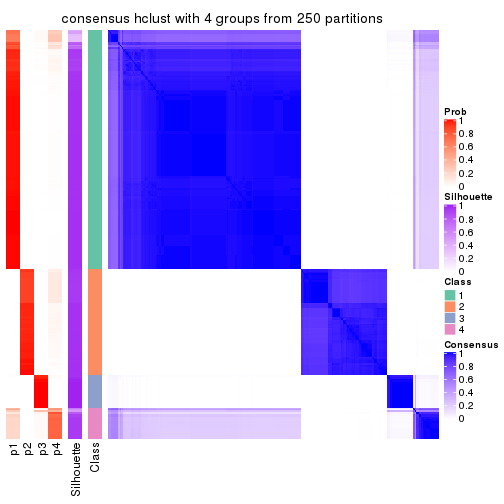 consensus hclust with 4 groups from 250 partitions
Prob
1
0.8
0.6
0.4
0.2
0
Silhouette
1
0.8
0.6
0.4
0.2
0
Class
1
2
3
4
Consensus
1
0.8
0.6
0.4
0.2
0
p1
p2
p3
p4
Silhouette
Class